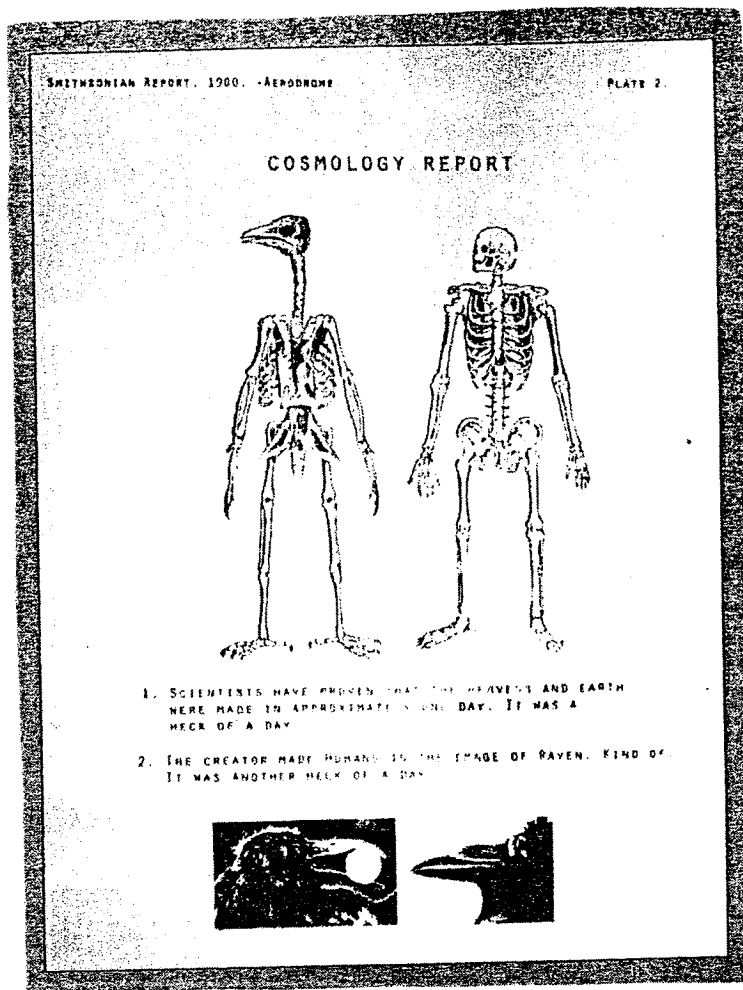 SMITHSONIAN REPORT, 1900. -AERODROME. PLATE 2.
COSMOLOGY REPORT
1. SCIENTISTS HAVE PROVEN THAT THE HEAVENS AND EARTH
WERE MADE IN APPROXIMATELY ONE DAY. IT WAS A
HECK OF A DAY
2. THE CREATOR MADE HUMANS IN THE IMAGE OF RAVEN. KIND OF.
IT WAS ANOTHER HECK OF A DAY